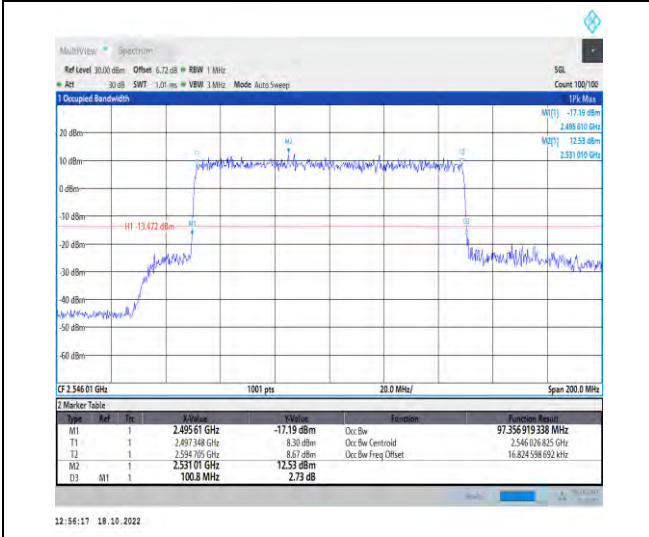 MultiView Spectrum
Ref Level 30.00 dBm Offset 6.72 dB RBW 1 MHz SGL
Att 30 dB SWT 1.01 ms VBW 3 MHz Mode Auto Sweep Count 100/100
1 Occupied Bandwidth 1Pk Max
M1[1] -17.19 dBm
2.495 610 GHz
20 dBm
M2[1] 12.53 dBm
2.531 010 GHz
M2
T1 T2
10 dBm
0 dBm
-10 dBm
H1 -13.472 dBm M1 D3
-20 dBm
-30 dBm
-40 dBm
-50 dBm
-60 dBm
CF 2.546 01 GHz 1001 pts 20.0 MHz/ Span 200.0 MHz
2 Marker Table
Type Ref Trc X-Value Y-Value Function Function Result
M1 1 2.495 61 GHz -17.19 dBm Occ Bw 97.356 919 338 MHz
T1 1 2.497 348 GHz 8.30 dBm Occ Bw Centroid 2.546 026 825 GHz
T2 1 2.594 705 GHz 8.67 dBm Occ Bw Freq Offset 16.824 598 692 kHz
M2 1 2.531 01 GHz 12.53 dBm
D3 M1 1 100.8 MHz 2.73 dB
12:56:17 18.10.2022